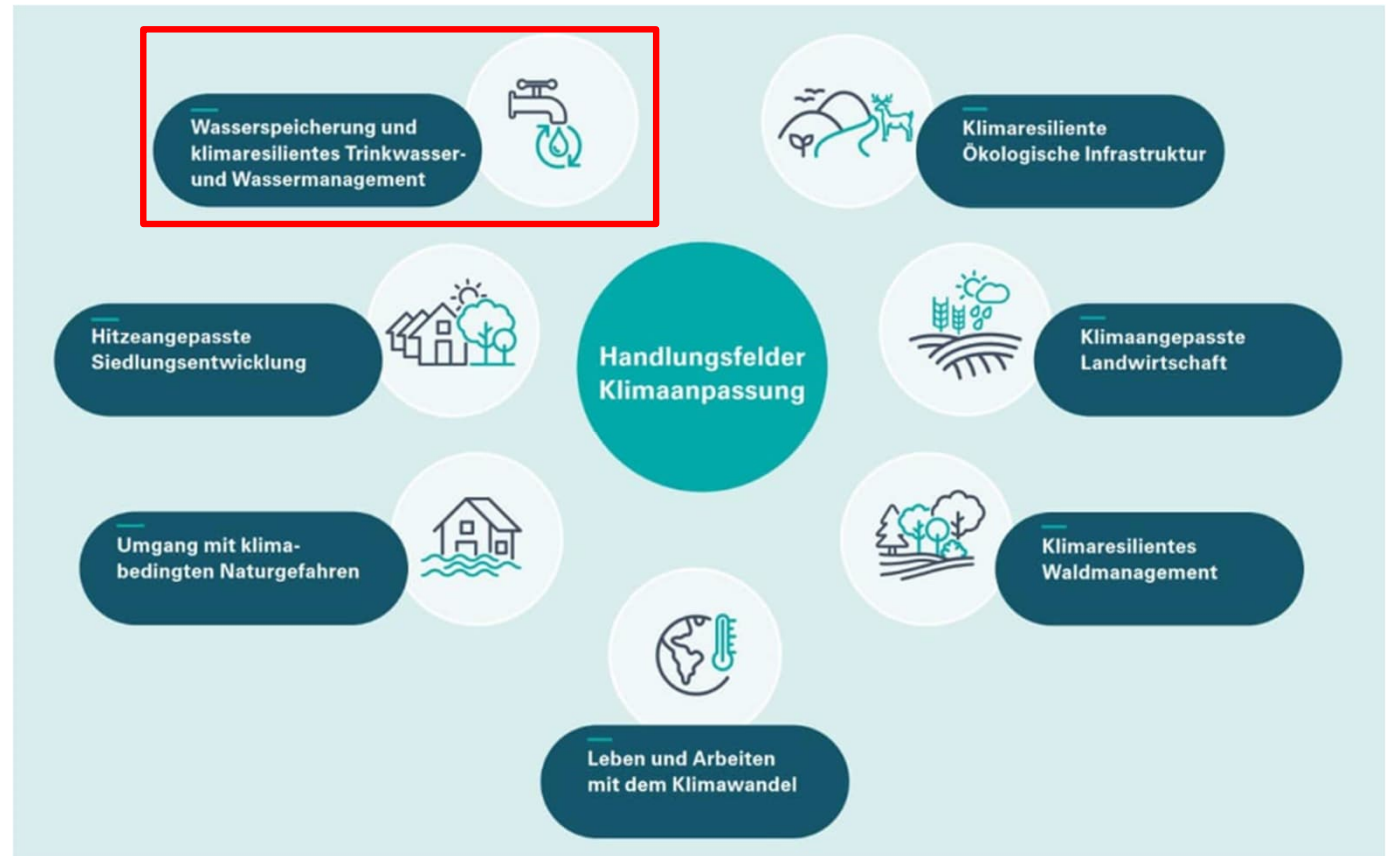 Wasserspeicherung und
klimaresilientes Trinkwasser-
und Wassermanagement
Klimaresiliente
Ökologische Infrastruktur
Hitzeangepasste
Siedlungsentwicklung
Handlungsfelder
Klimaanpassung
Klimaangepasste
Landwirtschaft
Umgang mit klima-
bedingten Naturgefahren
Klimaresilientes
Waldmanagement
Leben und Arbeiten
mit dem Klimawandel